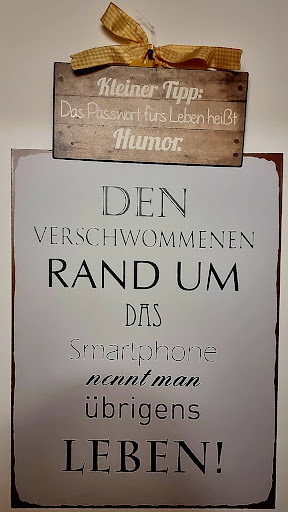 Kleiner Tipp:
Das Passwort fürs Leben heißt
Humor.
DEN
VERSCHWOMMENEN
RAND UM
DAS
Smartphone
nennt man
übrigens
LEBEN!